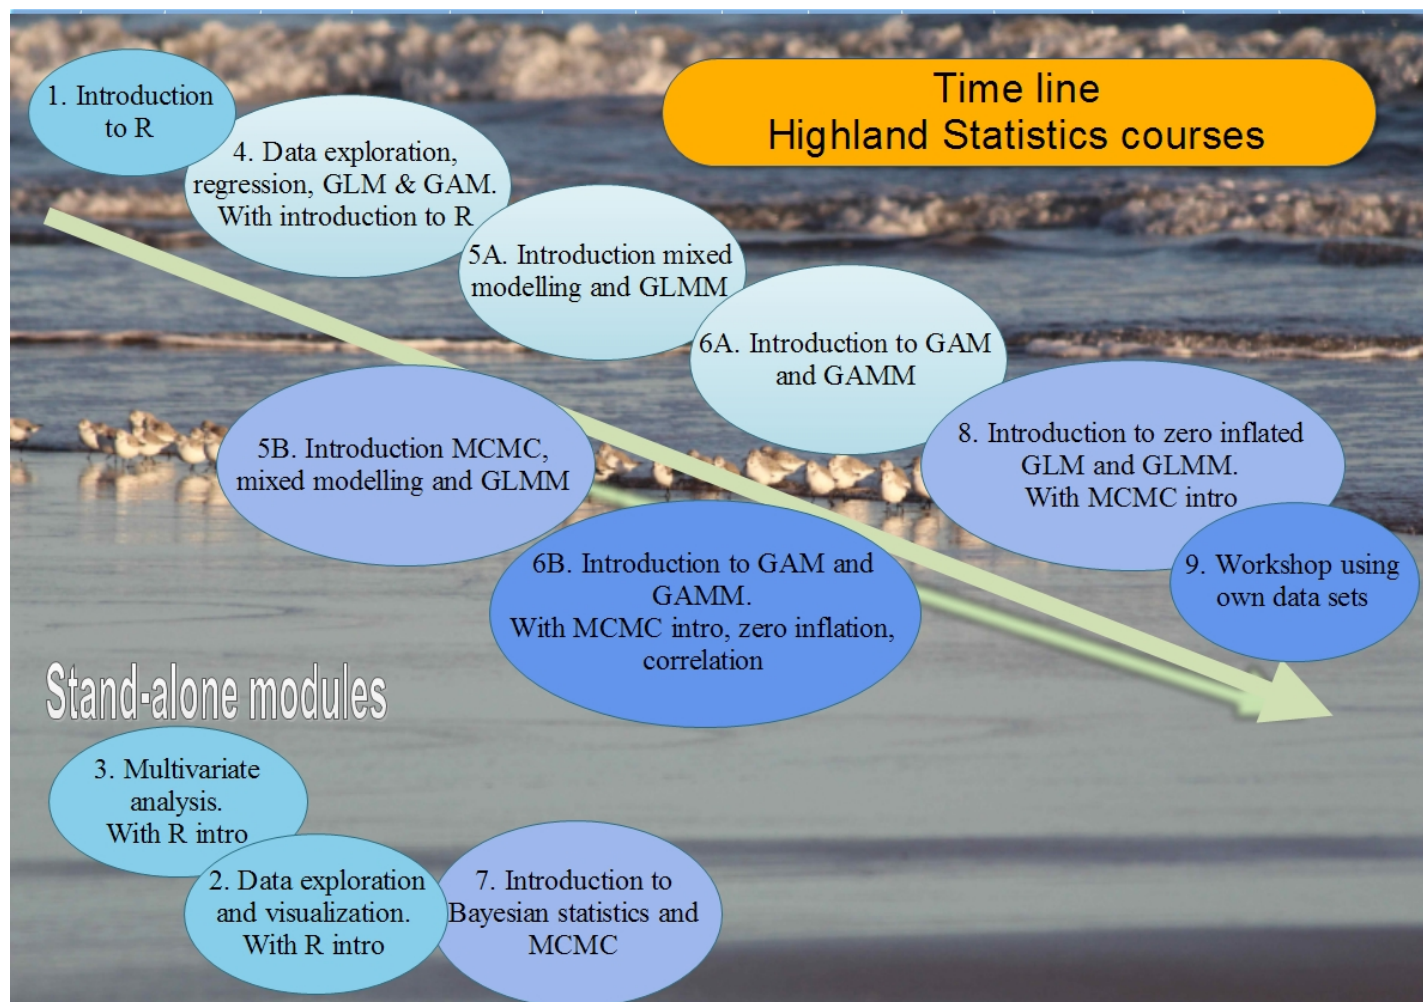 Time line
Highland Statistics courses
1. Introduction
to R
4. Data exploration,
regression, GLM & GAM.
With introduction to R
5A. Introduction mixed
modelling and GLMM
6A. Introduction to GAM
and GAMM
5B. Introduction MCMC,
mixed modelling and GLMM
8. Introduction to zero inflated
GLM and GLMM.
With MCMC intro
6B. Introduction to GAM and
GAMM.
With MCMC intro, zero inflation,
correlation
9. Workshop using
own data sets
Stand-alone modules
3. Multivariate
analysis.
With R intro
2. Data exploration
and visualization.
With R intro
7. Introduction to
Bayesian statistics and
MCMC